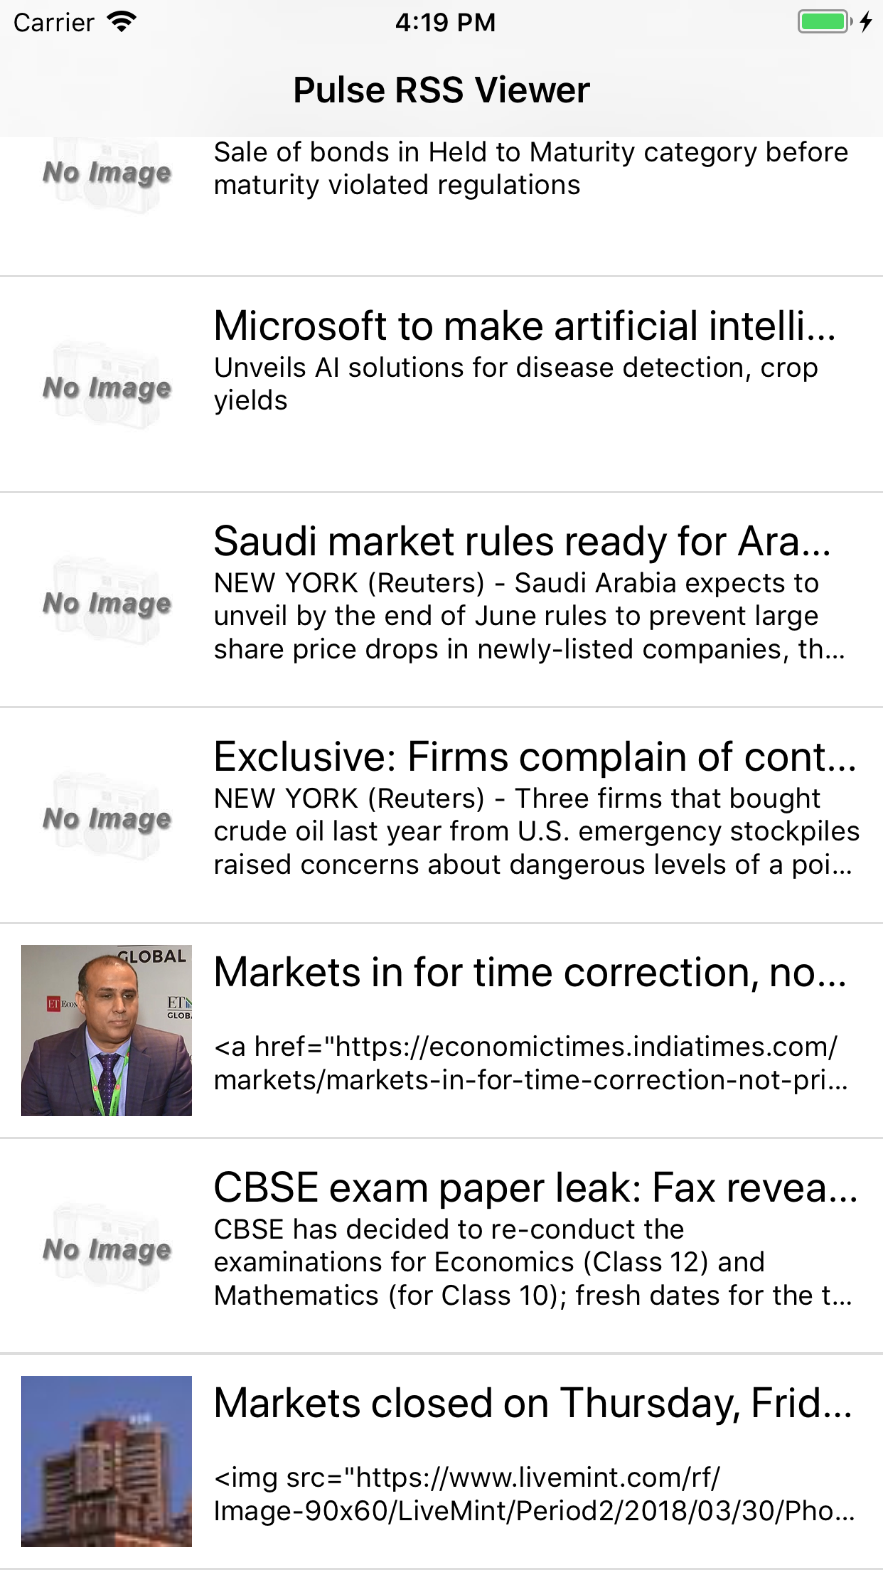 Carrier 4:19 PM
Pulse RSS Viewer
No Image
Sale of bonds in Held to Maturity category before
maturity violated regulations
No Image
Microsoft to make artificial intelli...
Unveils AI solutions for disease detection, crop
yields
No Image
Saudi market rules ready for Ara...
NEW YORK (Reuters) - Saudi Arabia expects to
unveil by the end of June rules to prevent large
share price drops in newly-listed companies, th...
No Image
Exclusive: Firms complain of cont...
NEW YORK (Reuters) - Three firms that bought
crude oil last year from U.S. emergency stockpiles
raised concerns about dangerous levels of a poi...
GLOBAL
ET
ET
GLOB
Markets in for time correction, no...
<a href="https://economictimes.indiatimes.com/
markets/markets-in-for-time-correction-not-pri...
No Image
CBSE exam paper leak: Fax revea...
CBSE has decided to re-conduct the
examinations for Economics (Class 12) and
Mathematics (for Class 10); fresh dates for the t...
Markets closed on Thursday, Frid...
<img src="https://www.livemint.com/rf/
Image-90x60/LiveMint/Period2/2018/03/30/Pho...